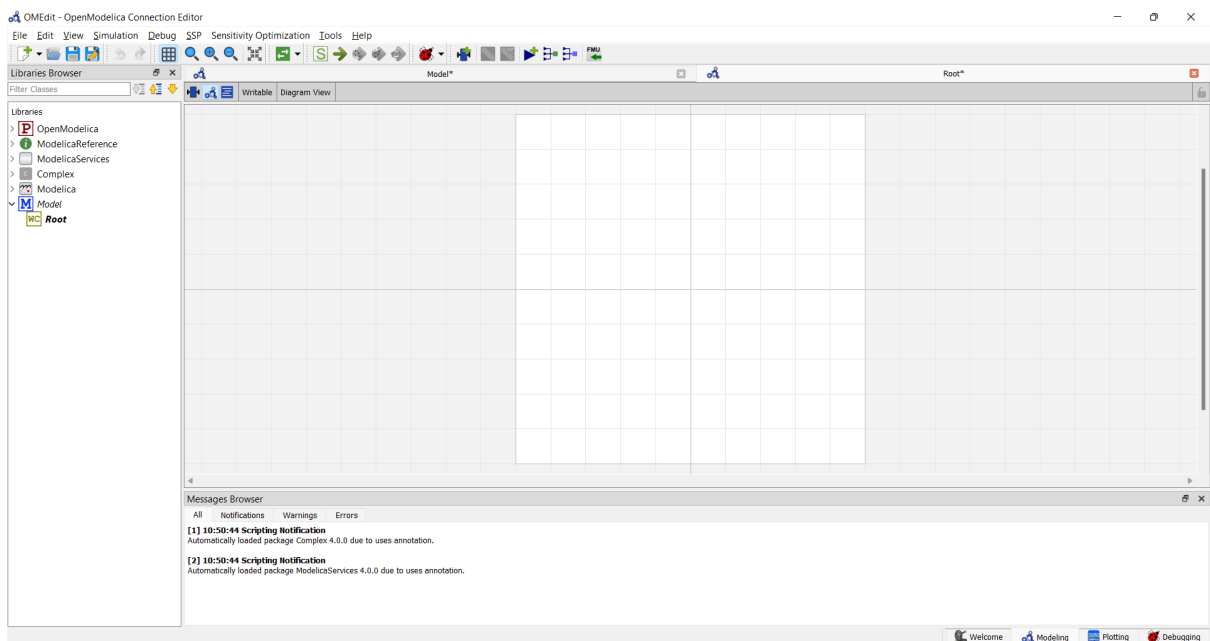 OMEdit - OpenModelica Connection Editor
File Edit View Simulation Debug SSP Sensitivity Optimization Tools Help
S FMU
Libraries Browser
Model*
Root*
Filter Classes
Writable Diagram View
Libraries
P OpenModelica
i ModelicaReference
ModelicaServices
C Complex
Modelica
M Model
WC Root
Messages Browser
All Notifications Warnings Errors
[1] 10:50:44 Scripting Notification
Automatically loaded package Complex 4.0.0 due to uses annotation.
[2] 10:50:44 Scripting Notification
Automatically loaded package ModelicaServices 4.0.0 due to uses annotation.
Welcome Modeling Plotting Debugging